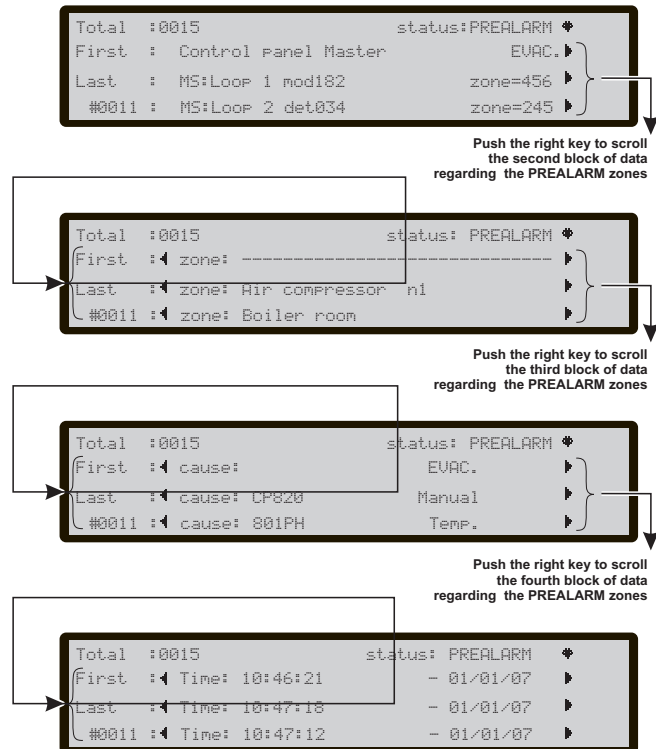 Total :0015 status:PREALARM
First : Control panel Master EVAC.
Last : MS:Loop 1 mod182 zone=456
#0011 : MS:Loop 2 det034 zone=245
Push the right key to scroll
the second block of data
regarding the PREALARM zones
Total :0015 status: PREALARM
First : zone: ------------------------------
Last : zone: Air compressor n1
#0011 : zone: Boiler room
Push the right key to scroll
the third block of data
regarding the PREALARM zones
Total :0015 status: PREALARM
First : cause: EVAC.
Last : cause: CP820 Manual
#0011 : cause: 801PH Temp.
Push the right key to scroll
the fourth block of data
regarding the PREALARM zones
Total :0015 status: PREALARM
First : Time: 10:46:21 - 01/01/07
Last : Time: 10:47:18 - 01/01/07
#0011 : Time: 10:47:12 - 01/01/07